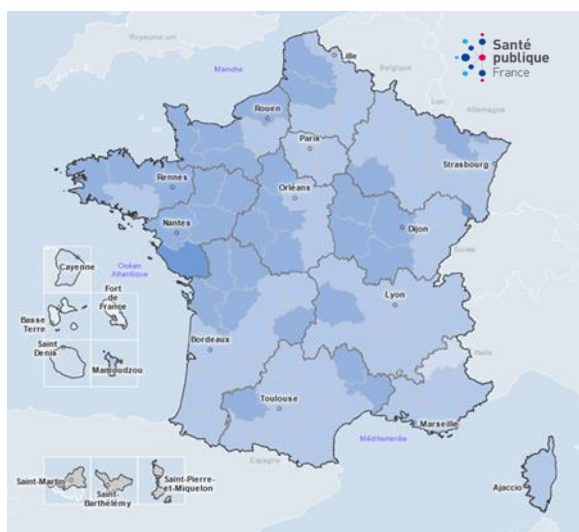 Santé
publique
France
Royaume uni
Manche
Lille
Belgique
Lux.
Allemagne
Rouen
Paris
Strasbourg
Rennes
Orléans
Nantes
Dijon
Suisse
Cayenne
Océan
Atlantique
Fort
de
France
Basse
Terre
Lyon
Saint
Denis
Mamoudzou
Bordeaux
Italie
Toulouse
Marseille
Méditerranée
Espagne
Saint-Martin
Saint-
Barthélémy
Saint-Pierre-
et-Miquelon
Ajaccio